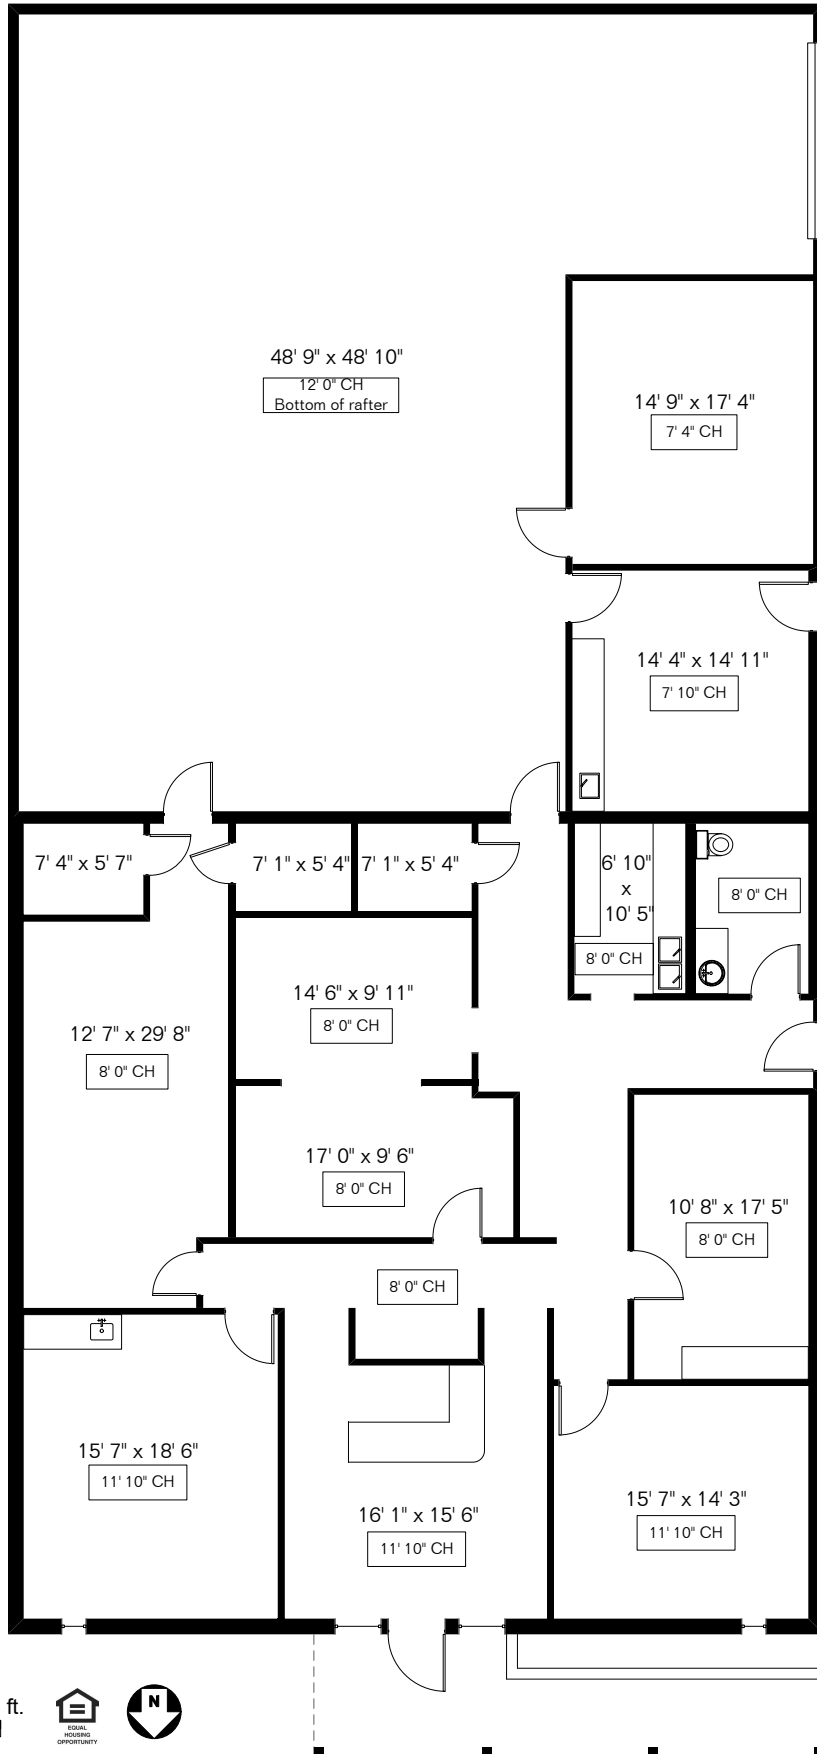 48' 9" x 48' 10"
12' 0" CH
Bottom of rafter
14' 9" x 17' 4"
7' 4" CH
14' 4" x 14' 11"
7' 10" CH
7' 4" x 5' 7"
7' 1" x 5' 4"
7' 1" x 5' 4"
6' 10"
x
10' 5"
8' 0" CH
8' 0" CH
14' 6" x 9' 11"
8' 0" CH
12' 7" x 29' 8"
8' 0" CH
17' 0" x 9' 6"
8' 0" CH
10' 8" x 17' 5"
8' 0" CH
8' 0" CH
15' 7" x 18' 6"
11' 10" CH
16' 1" x 15' 6"
11' 10" CH
15' 7" x 14' 3"
11' 10" CH
ft.
EQUAL
HOUSING
OPPORTUNITY
N